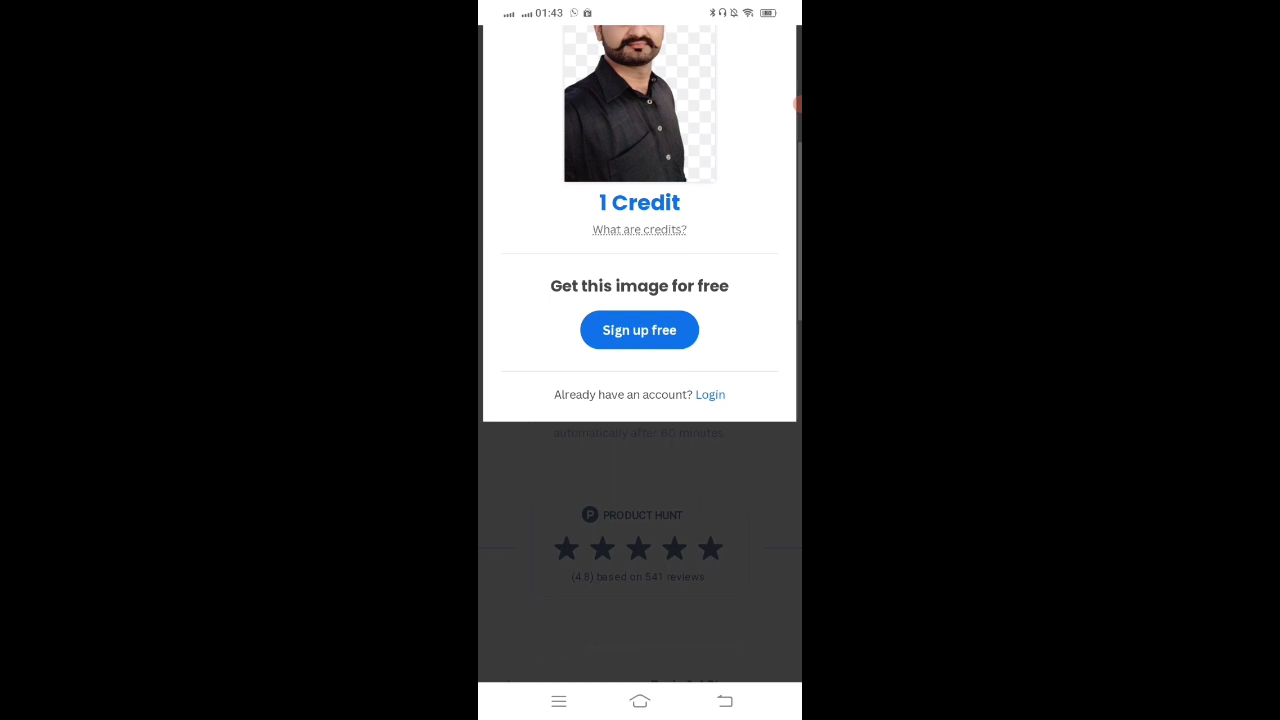 01:43
1 Credit
What are credits?
Get this image for free
Sign up free
Already have an account? Login
automatically after 60 minutes
P PRODUCT HUNT
(4.8) based on 541 reviews